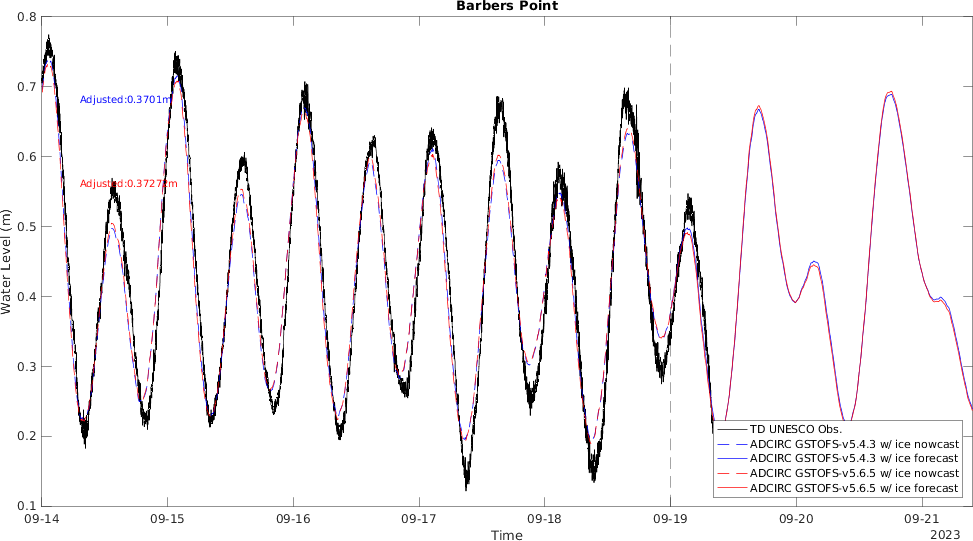 Barbers Point
0.8
0.7
0.6
0.5
0.4
0.3
0.2
0.1
Water Level (m)
Adjusted:0.3701m
Adjusted:0.3727m
TD UNESCO Obs.
ADCIRC GSTOFS-v5.4.3 w/ ice nowcast
ADCIRC GSTOFS-v5.4.3 w/ ice forecast
ADCIRC GSTOFS-v5.6.5 w/ ice nowcast
ADCIRC GSTOFS-v5.6.5 w/ ice forecast
09-14 09-15 09-16 09-17 09-18 09-19 09-20 09-21
Time
2023